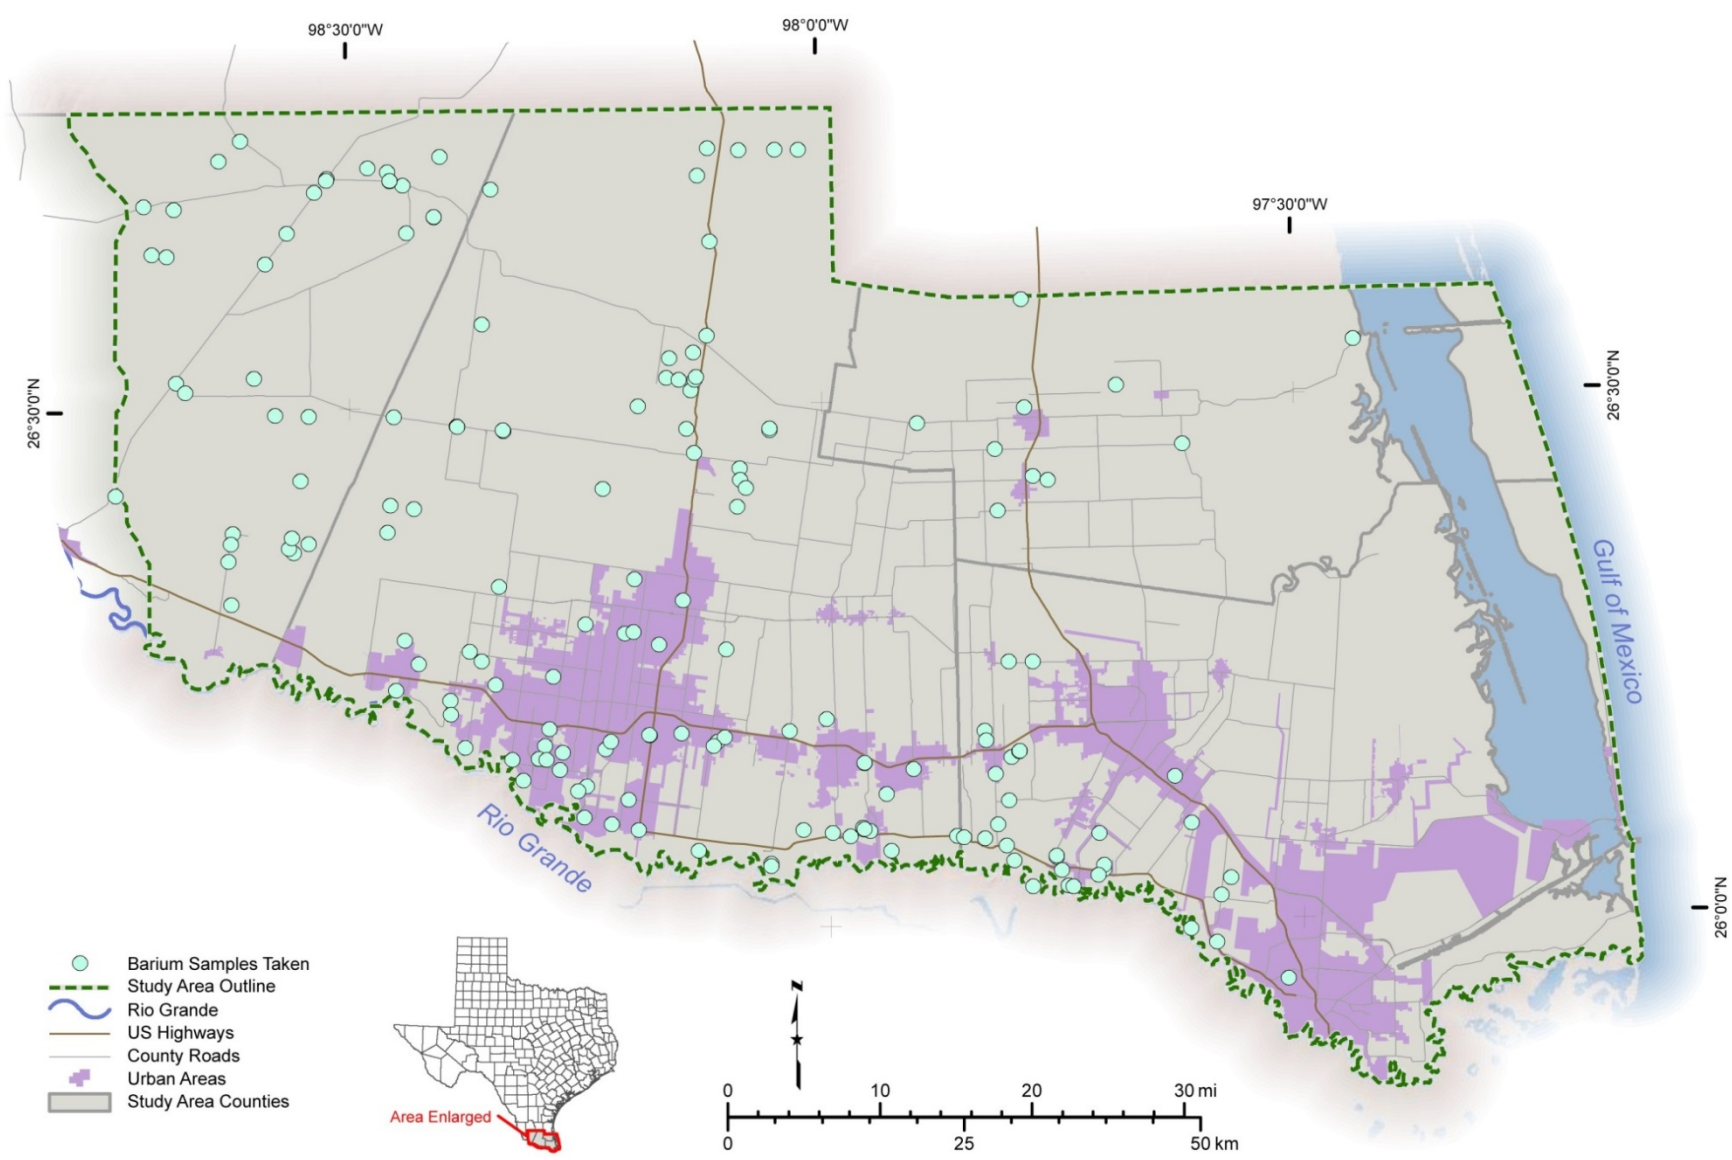 98°30'0"W
98°0'0"W
97°30'0"W
26°30'0"N
26°30'0"N
Gulf of Mexico
Rio Grande
26°0'0"N
Barium Samples Taken
Study Area Outline
Rio Grande
US Highways
County Roads
Urban Areas
Study Area Counties
Area Enlarged
N
0 10 20 30 mi
0 25 50 km